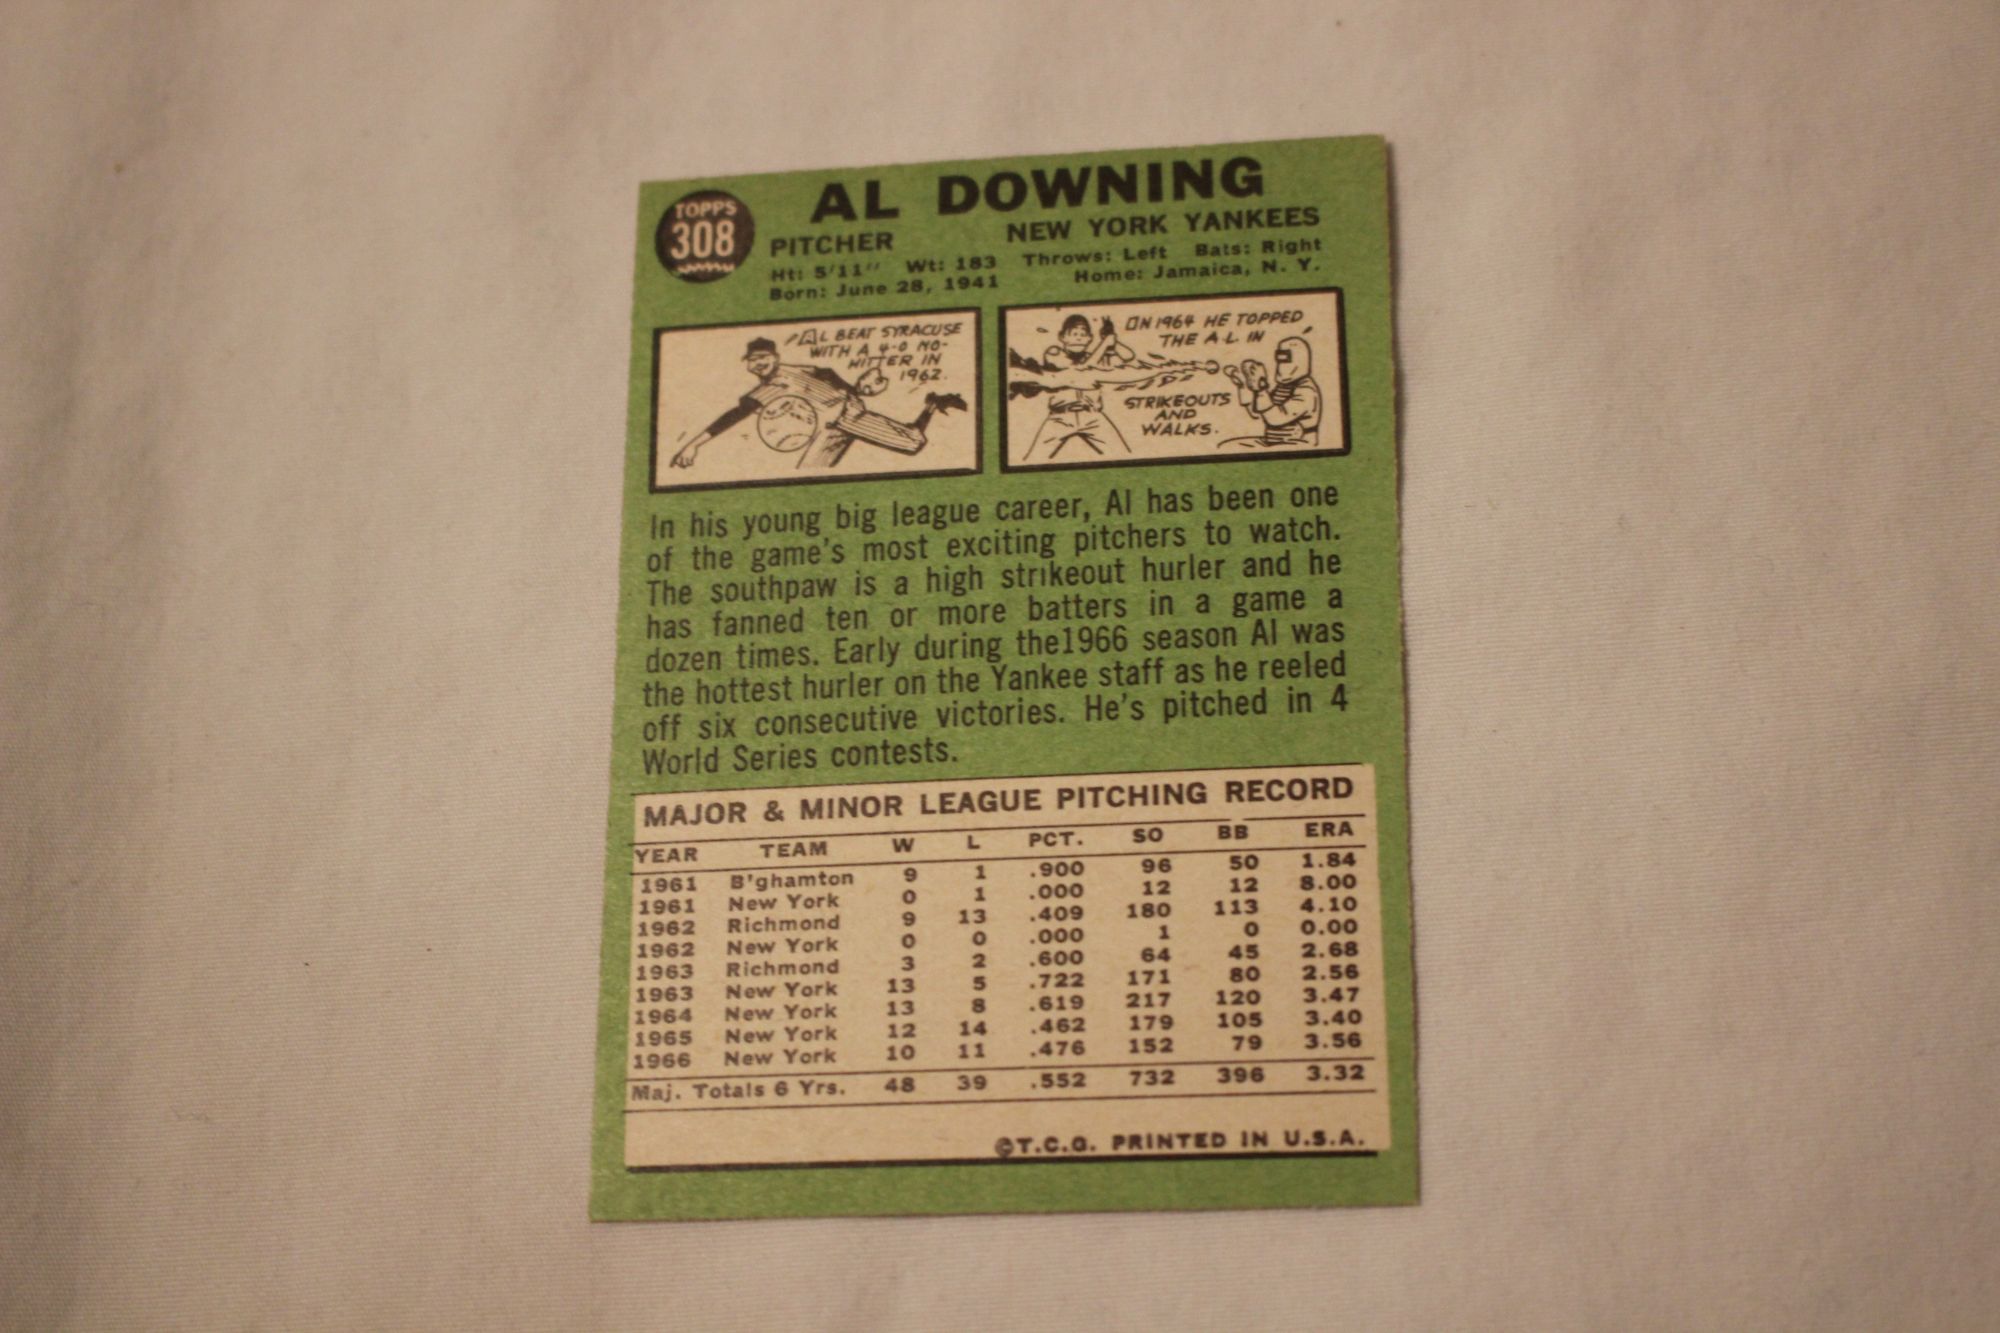 TOPPS
308
AL DOWNING
PITCHER NEW YORK YANKEES
Ht: 5'11" Wt: 183 Throws: Left Bats: Right
Born: June 28, 1941 Home: Jamaica, N. Y.
AL BEAT SYRACUSE
WITH A 4-0 NO-
HITTER IN
1962.
IN 1964 HE TOPPED
THE A.L. IN
STRIKEOUTS
AND
WALKS.
In his young big league career, Al has been one
of the game's most exciting pitchers to watch.
The southpaw is a high strikeout hurler and he
has fanned ten or more batters in a game a
dozen times. Early during the1966 season Al was
the hottest hurler on the Yankee staff as he reeled
off six consecutive victories. He's pitched in 4
World Series contests.
MAJOR & MINOR LEAGUE PITCHING RECORD
YEAR TEAM W L PCT. SO BB ERA
1961 B'ghamton 9 1 .900 96 50 1.84
1961 New York 0 1 .000 12 12 8.00
1962 Richmond 9 13 .409 180 113 4.10
1962 New York 0 0 .000 1 0 0.00
1963 Richmond 3 2 .600 64 45 2.68
1963 New York 13 5 .722 171 80 2.56
1964 New York 13 8 .619 217 120 3.47
1965 New York 12 14 .462 179 105 3.40
1966 New York 10 11 .476 152 79 3.56
Maj. Totals 6 Yrs. 48 39 .552 732 396 3.32
©T.C.G. PRINTED IN U.S.A.